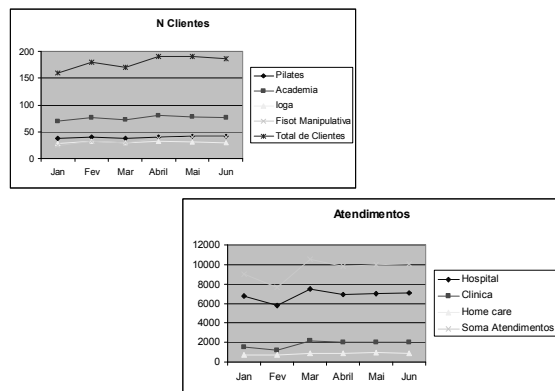 N Clientes
200
150
100
50
0
Jan Fev Mar Abril Mai Jun
Pilates
Academia
Ioga
Fisot Manipulativa
Total de Clientes
Atendimentos
12000
10000
8000
6000
4000
2000
0
Jan Fev Mar Abril Mai Jun
Hospital
Clinica
Home care
Soma Atendimentos